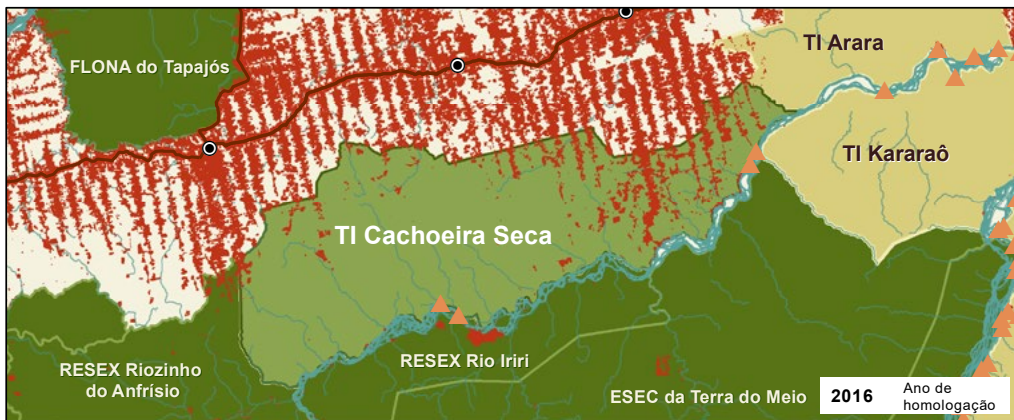 FLONA do Tapajós
TI Arara
TI Kararaô
TI Cachoeira Seca
RESEX Riozinho
do Anfrísio
RESEX Rio Iriri
ESEC da Terra do Meio
2016
Ano de
homologação